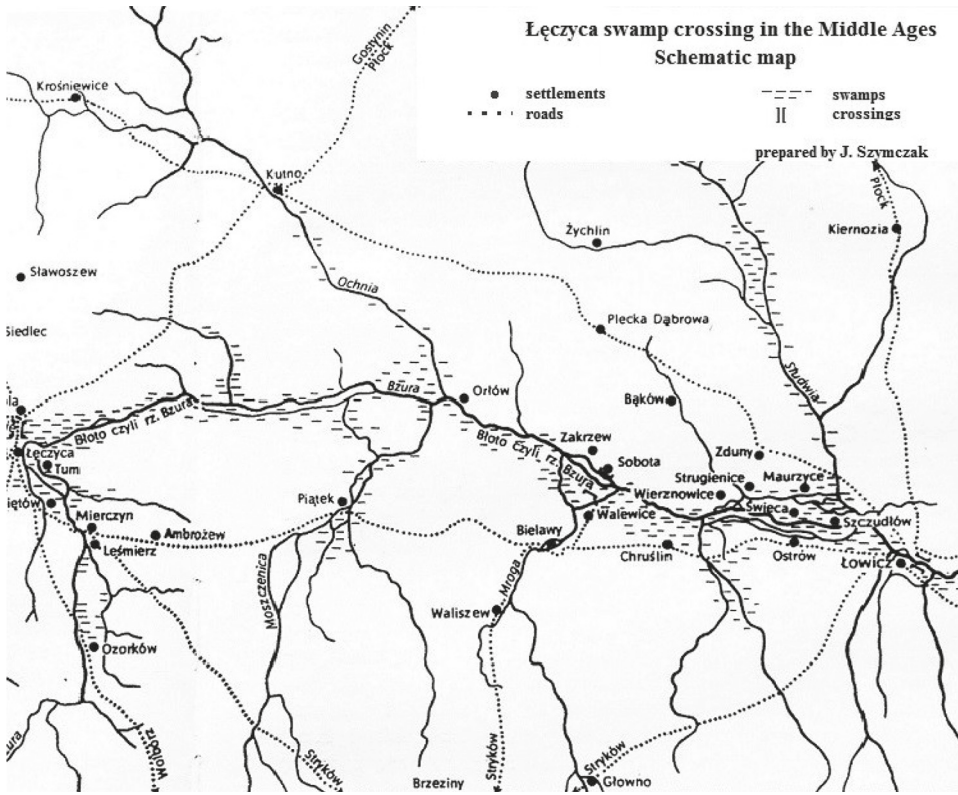 Łęczyca swamp crossing in the Middle Ages
Schematic map
settlements
roads
swamps
][ crossings
prepared by J. Szymczak
Gostynin
Płock
Krośniewice
Kutno
Płock
Żychlin
Kiernozia
Sławoszew
Ochnia
Siedlec
Plecka Dąbrowa
Słudwia
Bzura
Orłów
Bąków
Błoto czyli rz. Bzura
Błoto czyli rz. Bzura
Zakrzew
Zduny
Łęczyca
Tum
Sobota
Strugienice
Maurzyce
Wierznowice
Piątek
Święca
Szczudłów
Mierczyn
Walewice
Ambrożew
Bielawy
Leśmierz
Chruślin
Ostrów
Łowicz
Moszczenica
Mroga
Waliszew
Ozorków
Wolbórz
Stryków
Brzeziny
Stryków
Stryków
Głowno